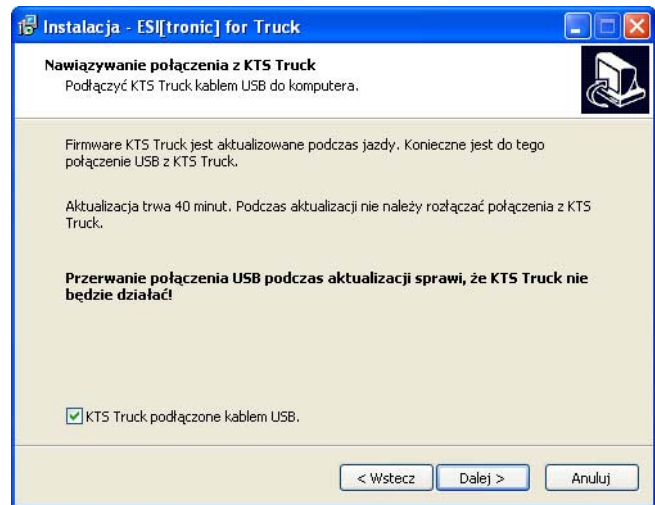 Instalacja - ESI[tronic] for Truck
Nawiązywanie połączenia z KTS Truck
Podłączyć KTS Truck kablem USB do komputera.
Firmware KTS Truck jest aktualizowane podczas jazdy. Konieczne jest do tego
połączenie USB z KTS Truck.
Aktualizacja trwa 40 minut. Podczas aktualizacji nie należy rozłączać połączenia z KTS
Truck.
Przerwanie połączenia USB podczas aktualizacji sprawi, że KTS Truck nie
będzie działać!
KTS Truck podłączone kablem USB.
< Wstecz Dalej > Anuluj